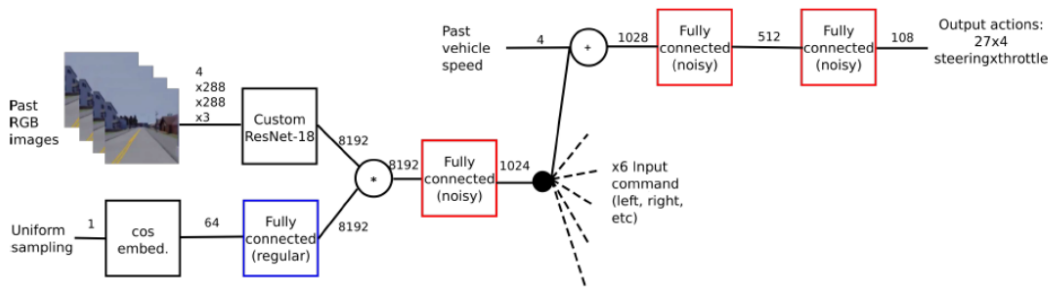 Past
RGB
images
4
x288
x288
x3
Custom
ResNet-18
8192
Uniform
sampling
1
cos
embed.
64
Fully
connected
(regular)
8192
*
8192
Fully
connected
(noisy)
1024
x6 Input
command
(left, right,
etc)
Past
vehicle
speed
4
+
1028
Fully
connected
(noisy)
512
Fully
connected
(noisy)
108
Output actions:
27x4
steeringxthrottle